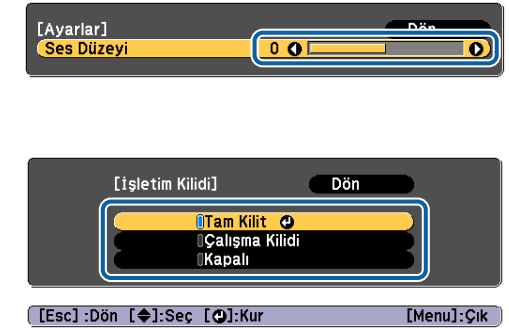 [Ayarlar] Dön
Ses Düzeyi 0
[İşletim Kilidi] Dön
Tam Kilit
Çalışma Kilidi
Kapalı
[Esc] :Dön [◆]:Seç [⏎]:Kur [Menu]:Çık